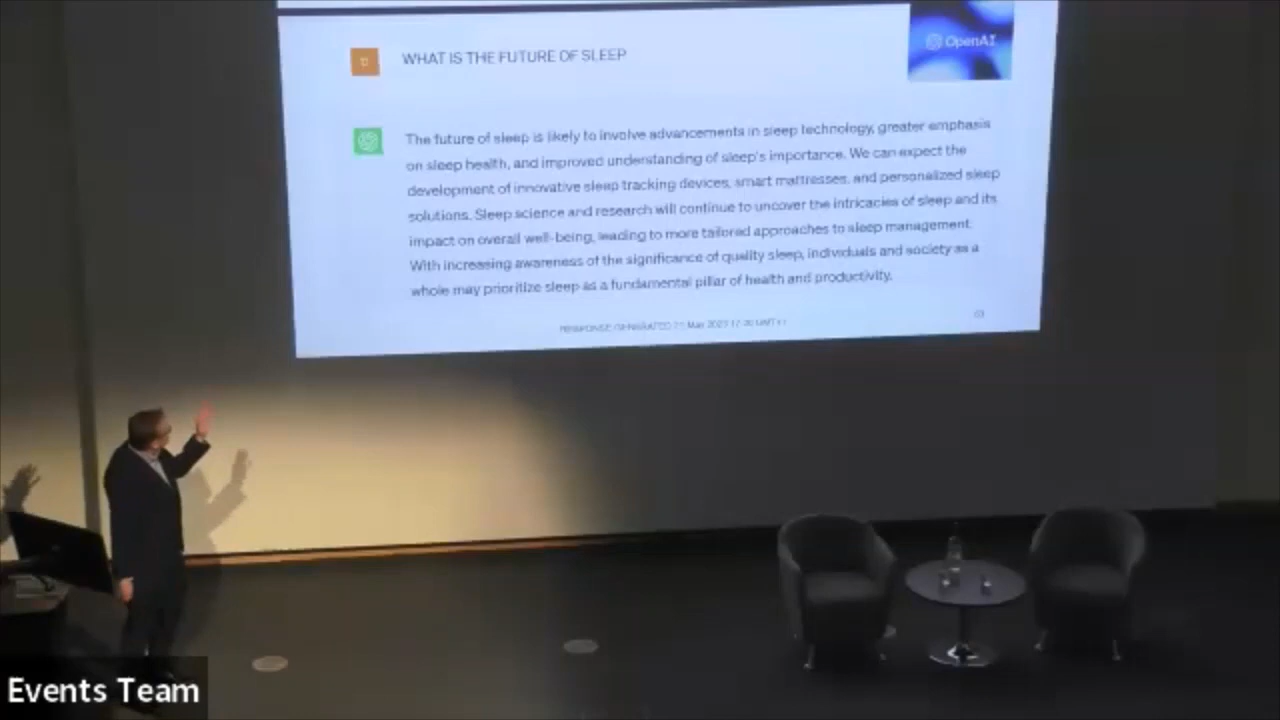 OpenAI
WHAT IS THE FUTURE OF SLEEP
The future of sleep is likely to involve advancements in sleep technology, greater emphasis
on sleep health, and improved understanding of sleep's importance. We can expect the
development of innovative sleep tracking devices, smart mattresses, and personalized sleep
solutions. Sleep science and research will continue to uncover the intricacies of sleep and its
impact on overall well-being, leading to more tailored approaches to sleep management.
With increasing awareness of the significance of quality sleep, individuals and society as a
whole may prioritize sleep as a fundamental pillar of health and productivity.
RESPONSE GENERATED May 2023
Events Team